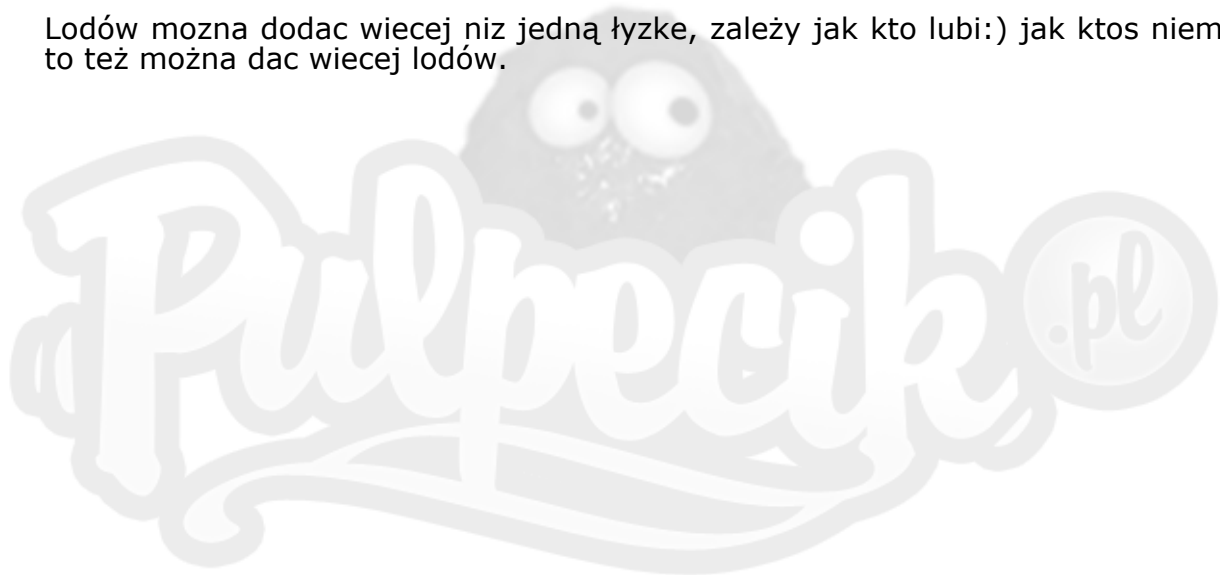 Lodów mozna dodac wiecej niz jedną łyzke, zależy jak kto lubi:) jak ktos niem
to też można dac wiecej lodów.
Pulpecik.pl